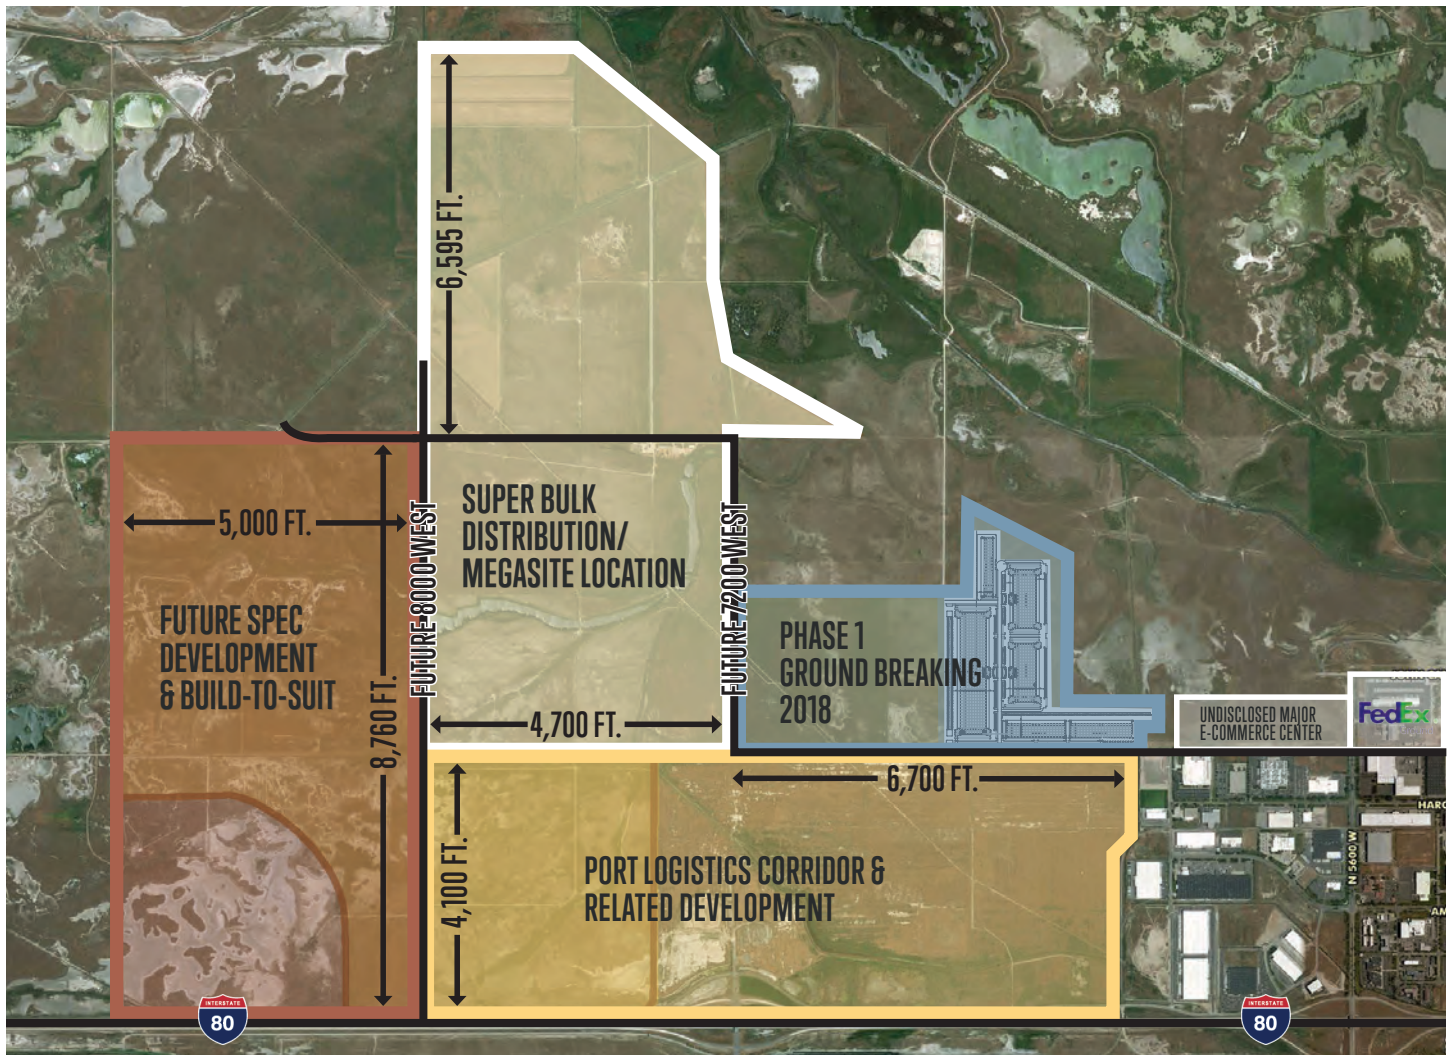 6,595 FT.
5,000 FT.
FUTURE 8000 WEST
SUPER BULK
DISTRIBUTION/
MEGASITE LOCATION
FUTURE 7200 WEST
FUTURE SPEC
DEVELOPMENT
& BUILD-TO-SUIT
8,760 FT.
4,700 FT.
PHASE 1
GROUND BREAKING
2018
UNDISCLOSED MAJOR
E-COMMERCE CENTER
FedEx
6,700 FT.
4,100 FT.
PORT LOGISTICS CORRIDOR &
RELATED DEVELOPMENT
N 5600 W
INTERSTATE
80
INTERSTATE
80